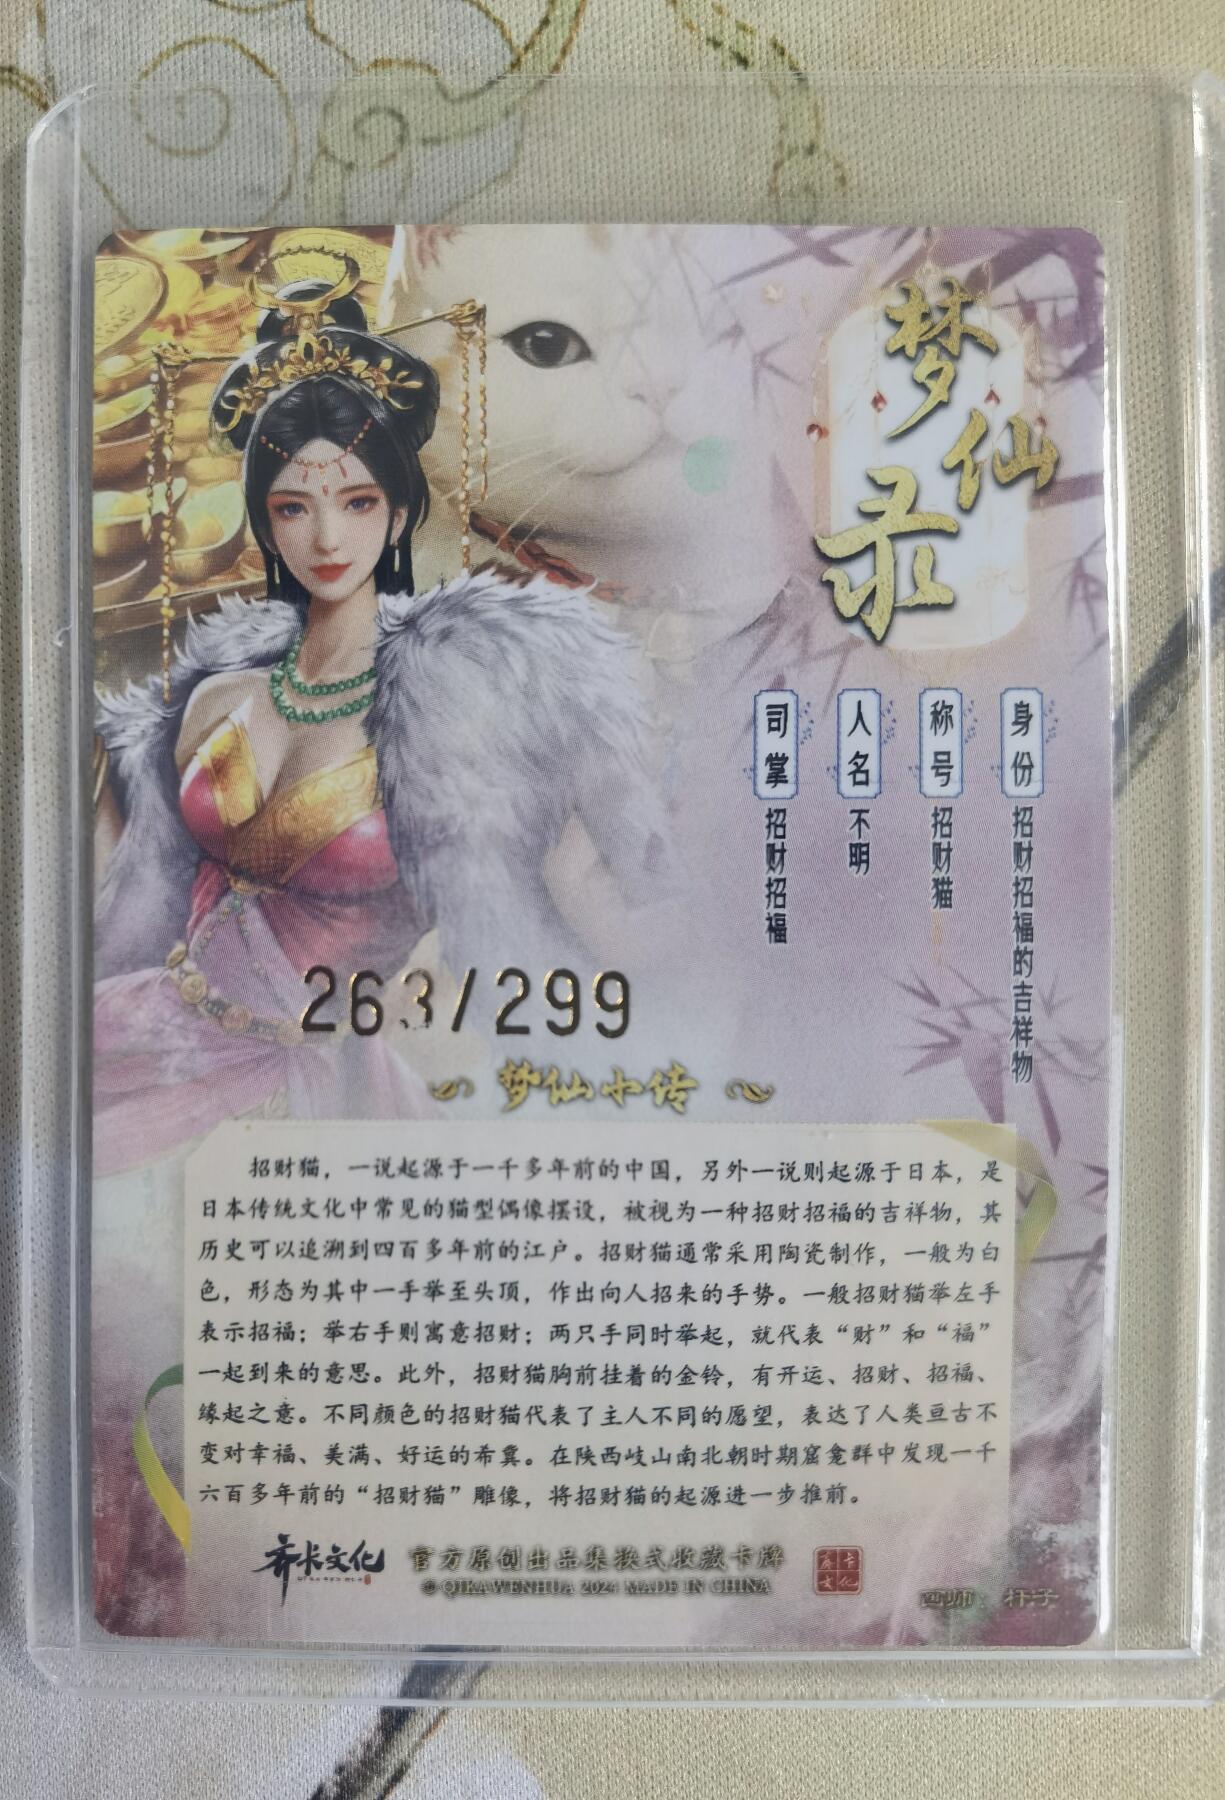 梦仙录
身份 招财招福的吉祥物
称号 招财猫
人名 不明
司掌 招财招福
263/299
梦仙小传
招财猫，一说起源于一千多年前的中国，另外一说则起源于日本，是
日本传统文化中常见的猫型偶像摆设，被视为一种招财招福的吉祥物，其
历史可以追溯到四百多年前的江户。招财猫通常采用陶瓷制作，一般为白
色，形态为其中一手举至头顶，作出向人招来的手势。一般招财猫举左手
表示招福；举右手则寓意招财；两只手同时举起，就代表“财”和“福”
一起到来的意思。此外，招财猫胸前挂着的金铃，有开运、招财、招福、
缘起之意。不同颜色的招财猫代表了主人不同的愿望，表达了人类亘古不
变对幸福、美满、好运的希冀。在陕西岐山南北朝时期窟龛群中发现一千
六百多年前的“招财猫”雕像，将招财猫的起源进一步推前。
齐卡文化
官方原创出品集换式收藏卡牌
© QIKAWENHUA 2024 MADE IN CHINA
齐卡
文化
画师：杆子